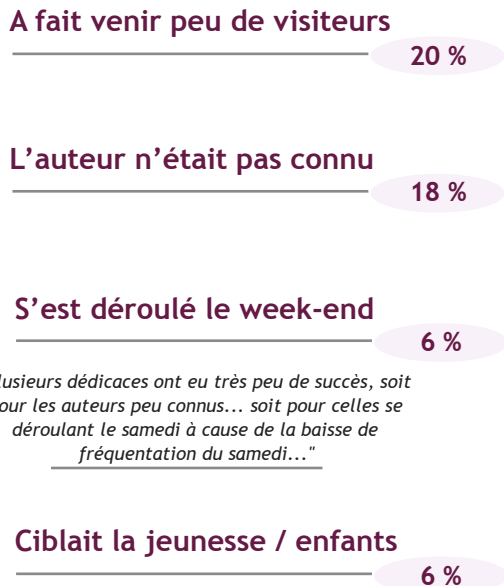 A fait venir peu de visiteurs
20 %
L'auteur n'était pas connu
18 %
S'est déroulé le week-end
6 %
lusieurs dédicaces ont eu très peu de succès, soit
our les auteurs peu connus... soit pour celles se
déroulant le samedi à cause de la baisse de
fréquentation du samedi..."
Ciblait la jeunesse / enfants
6 %